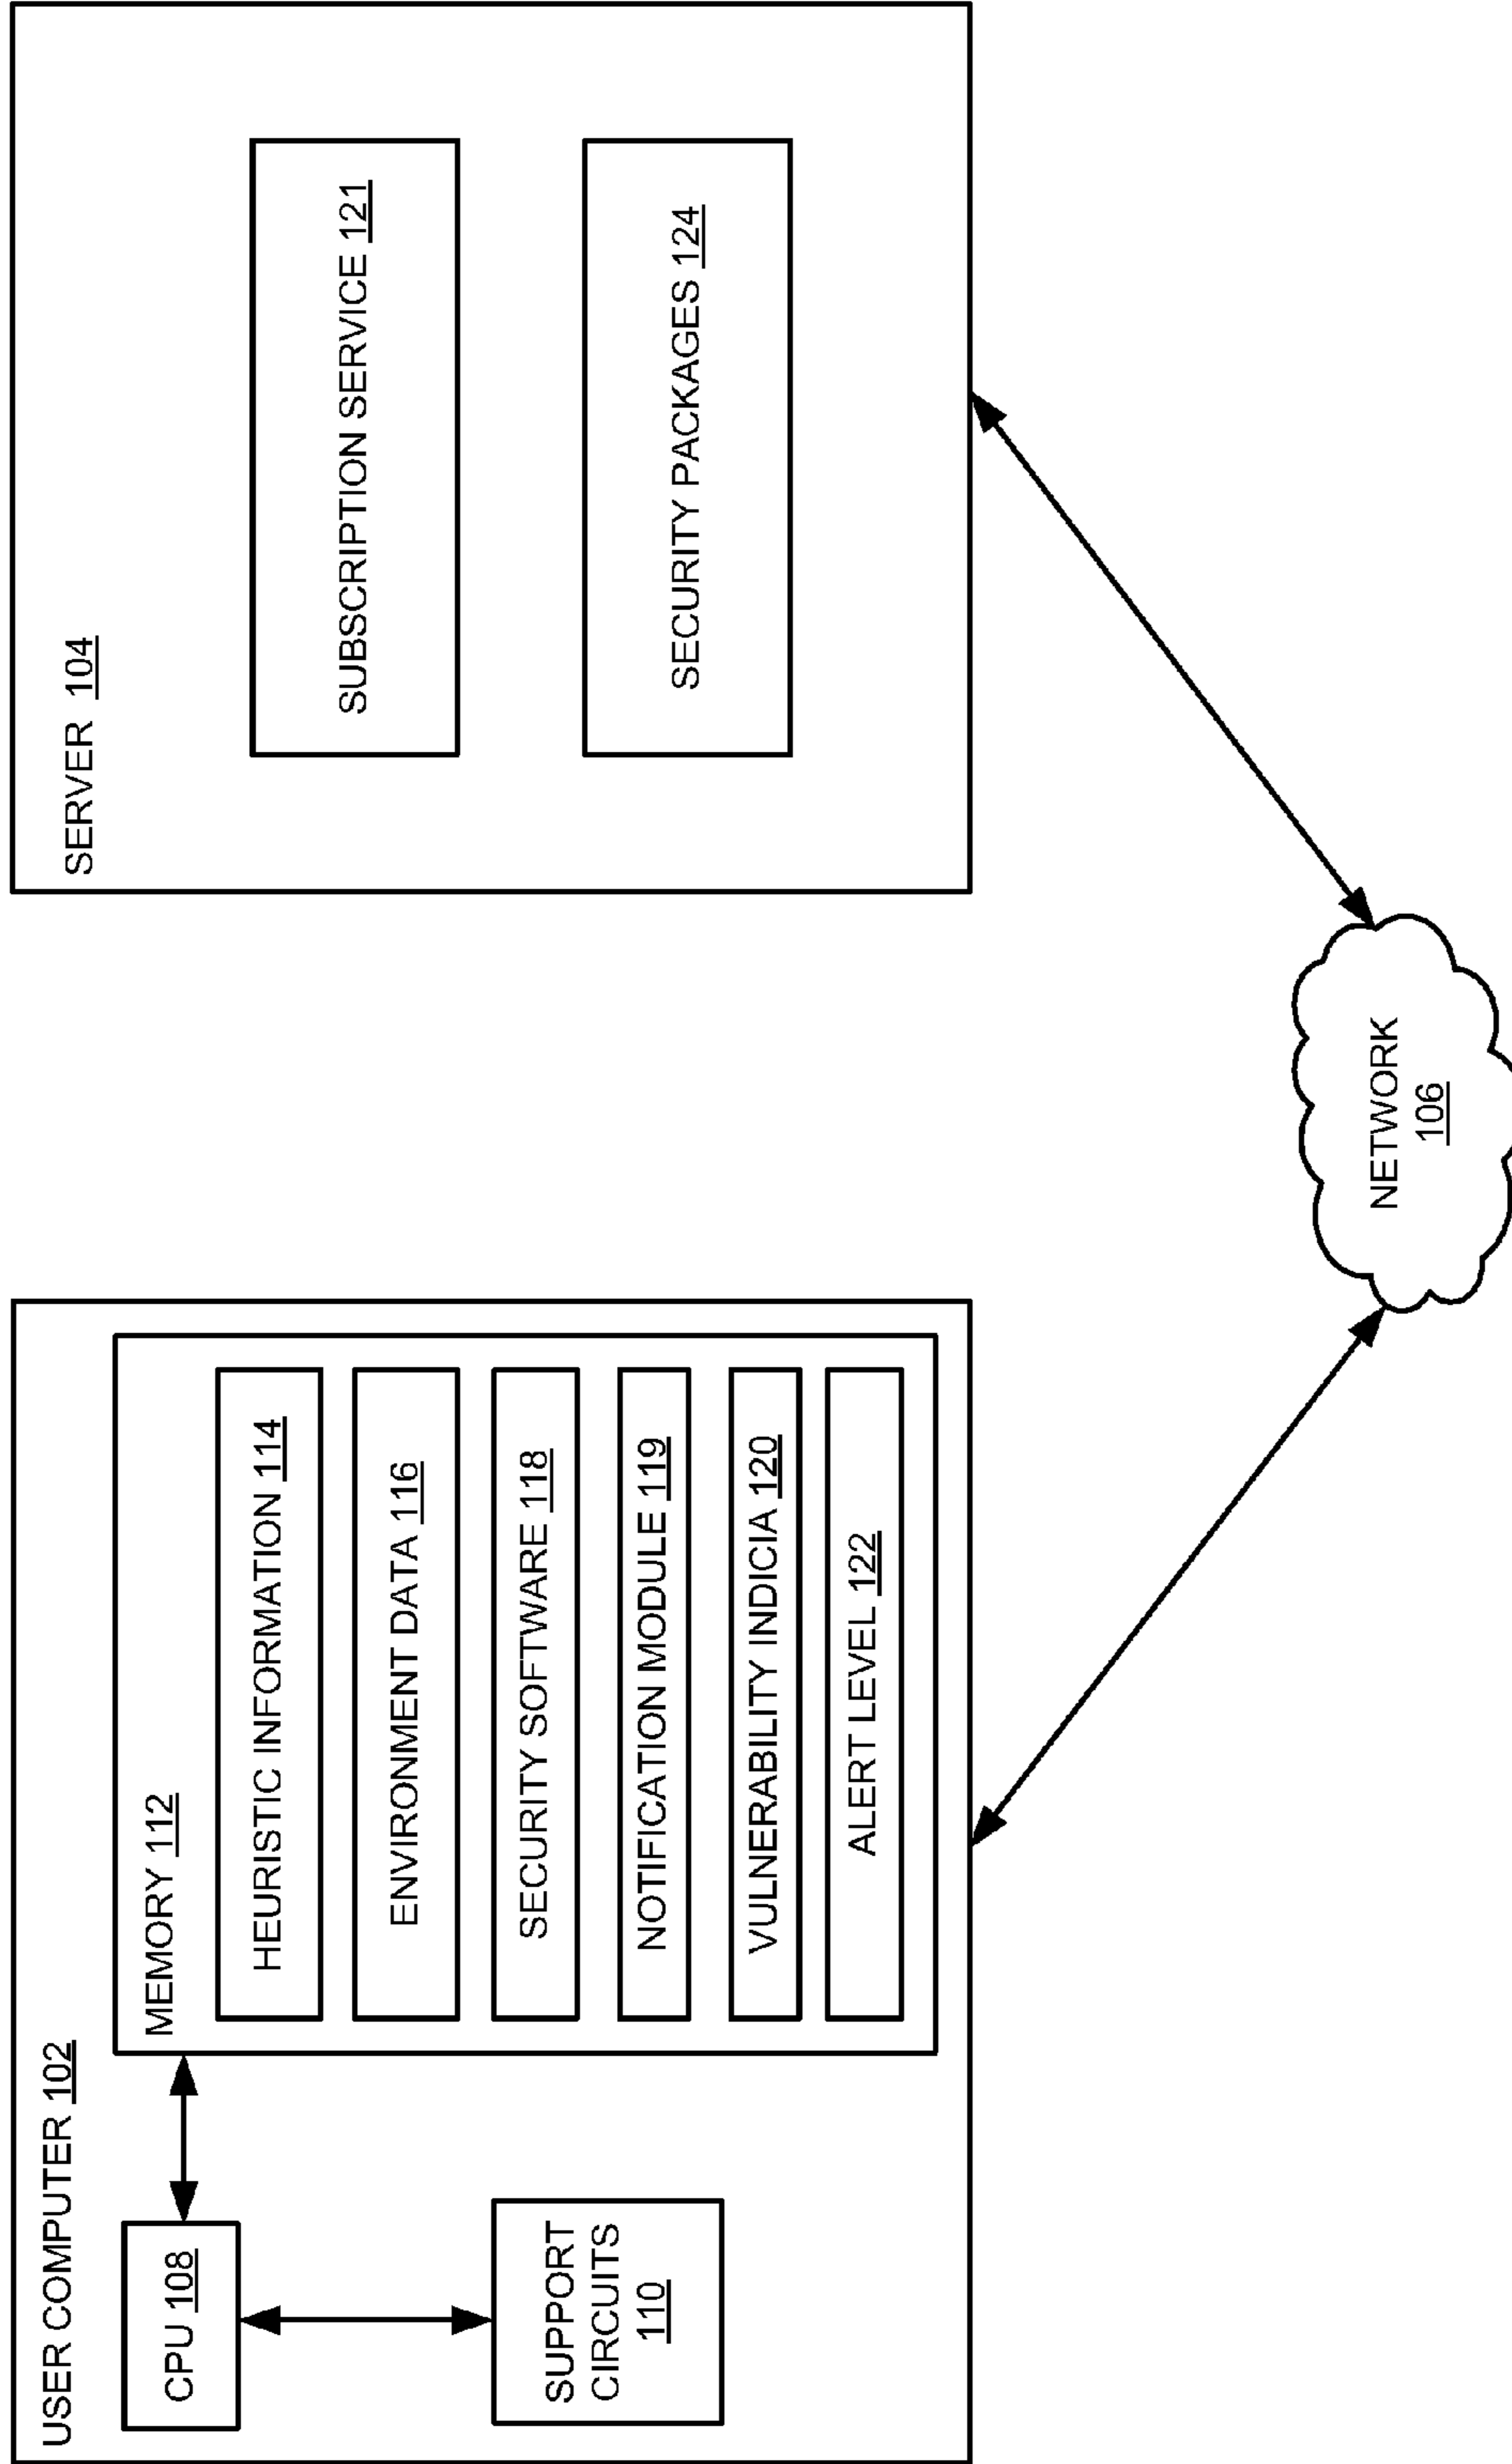 USER COMPUTER 102
CPU 108
SUPPORT
CIRCUITS
110
MEMORY 112
HEURISTIC INFORMATION 114
ENVIRONMENT DATA 116
SECURITY SOFTWARE 118
NOTIFICATION MODULE 119
VULNERABILITY INDICIA 120
ALERT LEVEL 122
SERVER 104
SUBSCRIPTION SERVICE 121
SECURITY PACKAGES 124
NETWORK
106